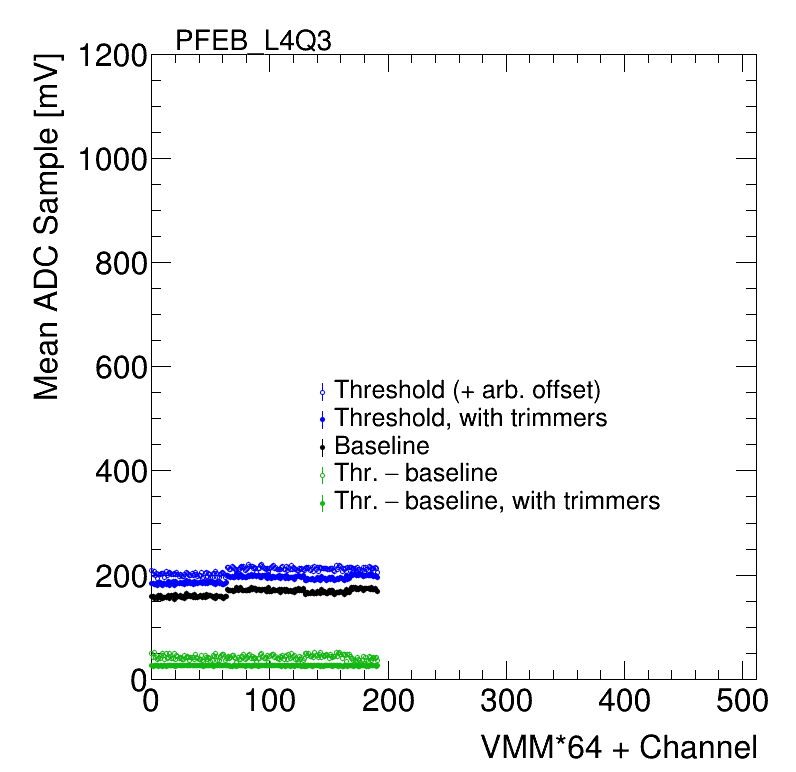 PFEB_L4Q3
Mean ADC Sample [mV]
1200
1000
800
600
400
200
0
Threshold (+ arb. offset)
Threshold, with trimmers
Baseline
Thr. – baseline
Thr. – baseline, with trimmers
0 100 200 300 400 500
VMM*64 + Channel